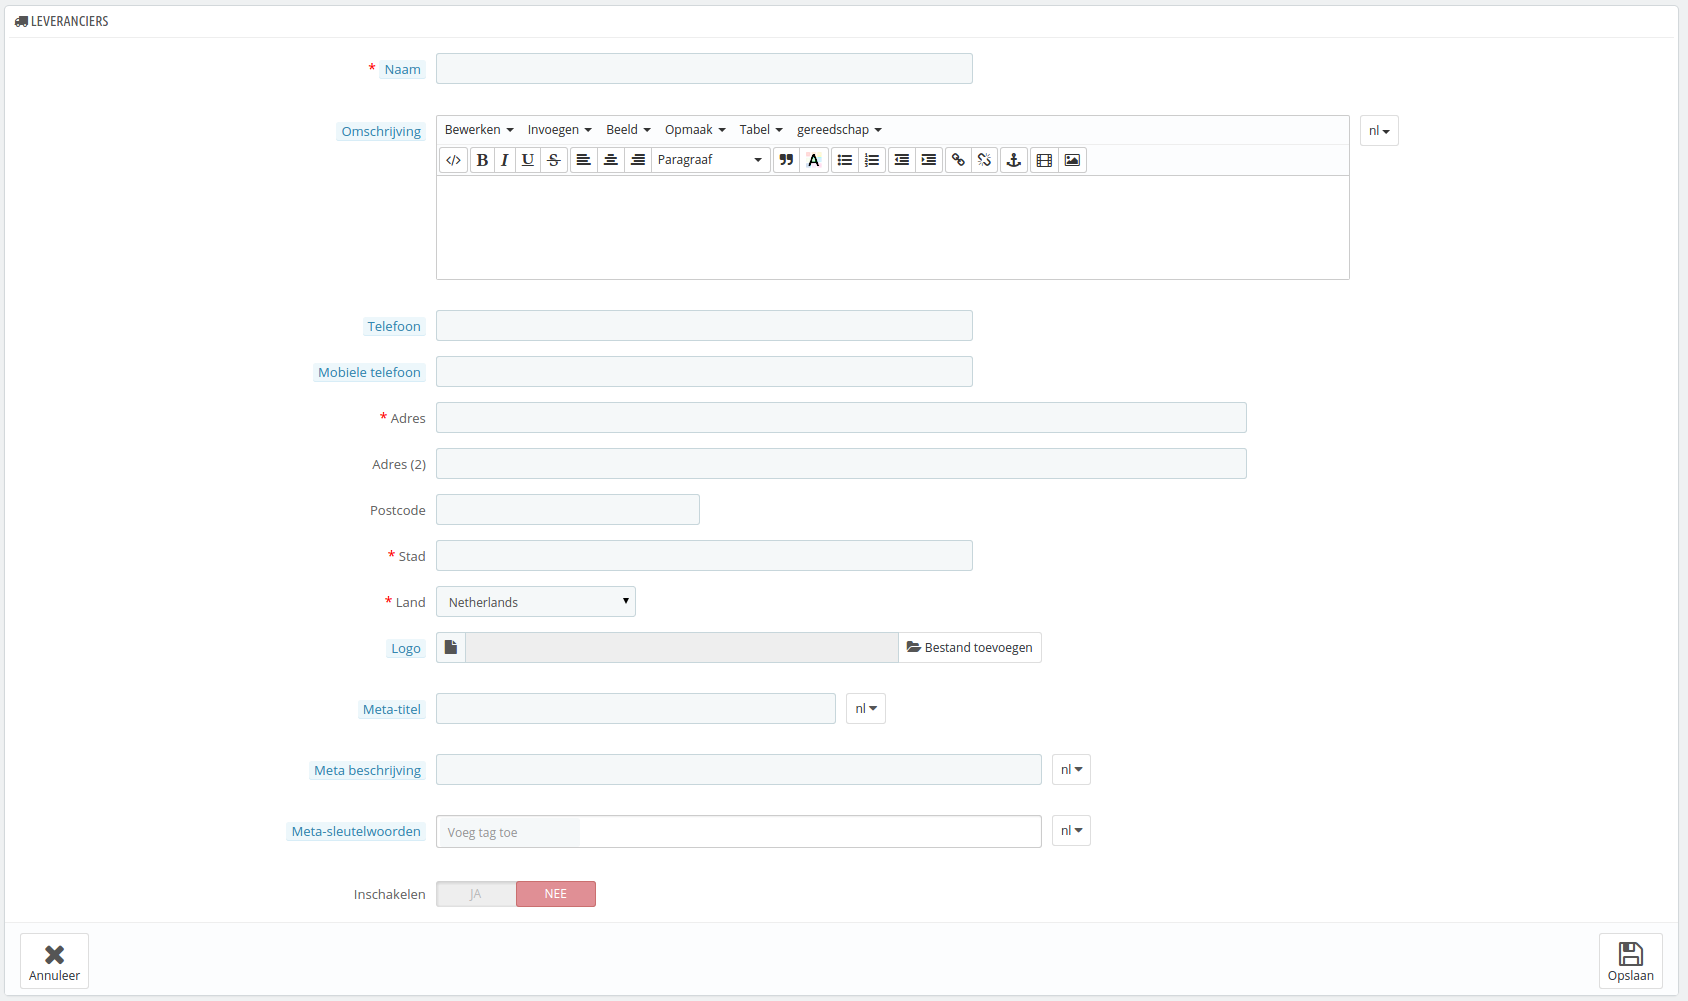 LEVERANCIERS
* Naam
Omschrijving
Bewerken Invoegen Beeld Opmaak Tabel gereedschap
nl
</> B I U S Paragraaf A
Telefoon
Mobiele telefoon
* Adres
Adres (2)
Postcode
* Stad
* Land Netherlands
Logo Bestand toevoegen
Meta-titel nl
Meta beschrijving nl
Meta-sleutelwoorden Voeg tag toe nl
Inschakelen JA NEE
Annuleer Opslaan